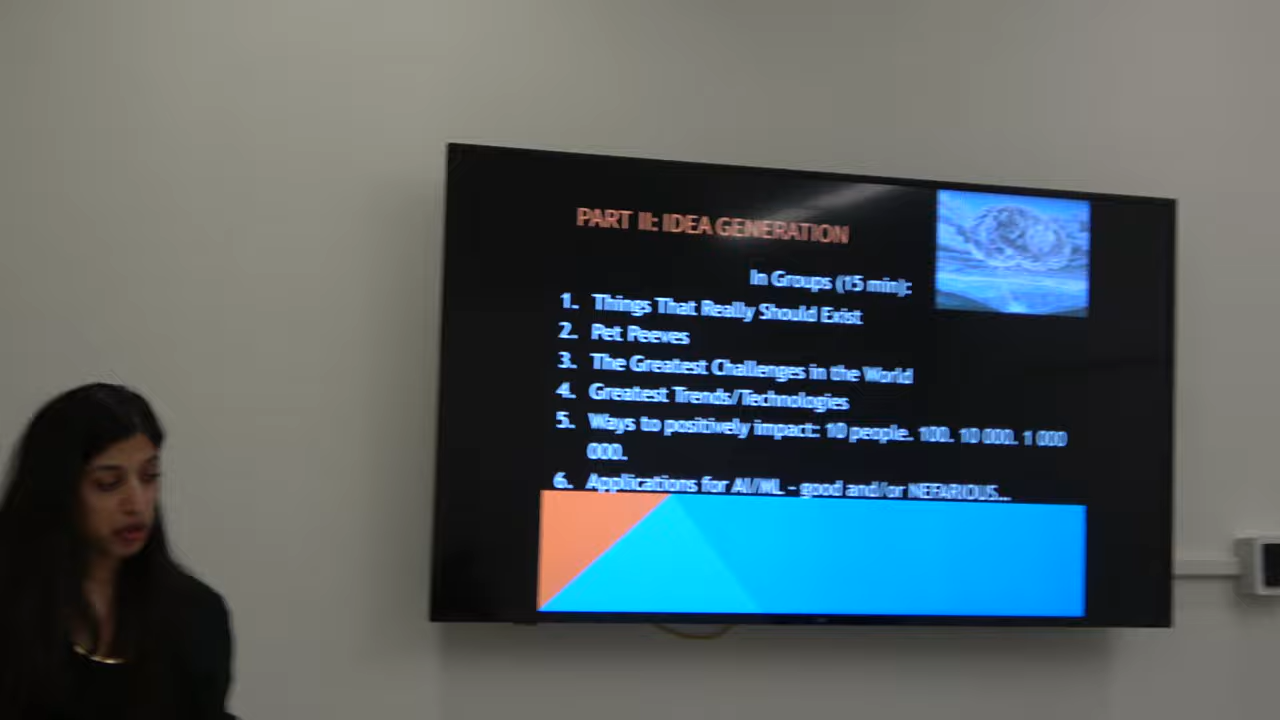 PART II: IDEA GENERATION
In Groups (15 min):
1. Things That Really Should Exist
2. Pet Peeves
3. The Greatest Challenges in the World
4. Greatest Trends/Technologies
5. Ways to positively impact: 10 people. 100. 10 000. 1 000
000.
6. Applications for AI/ML - good and/or NEFARIOUS...